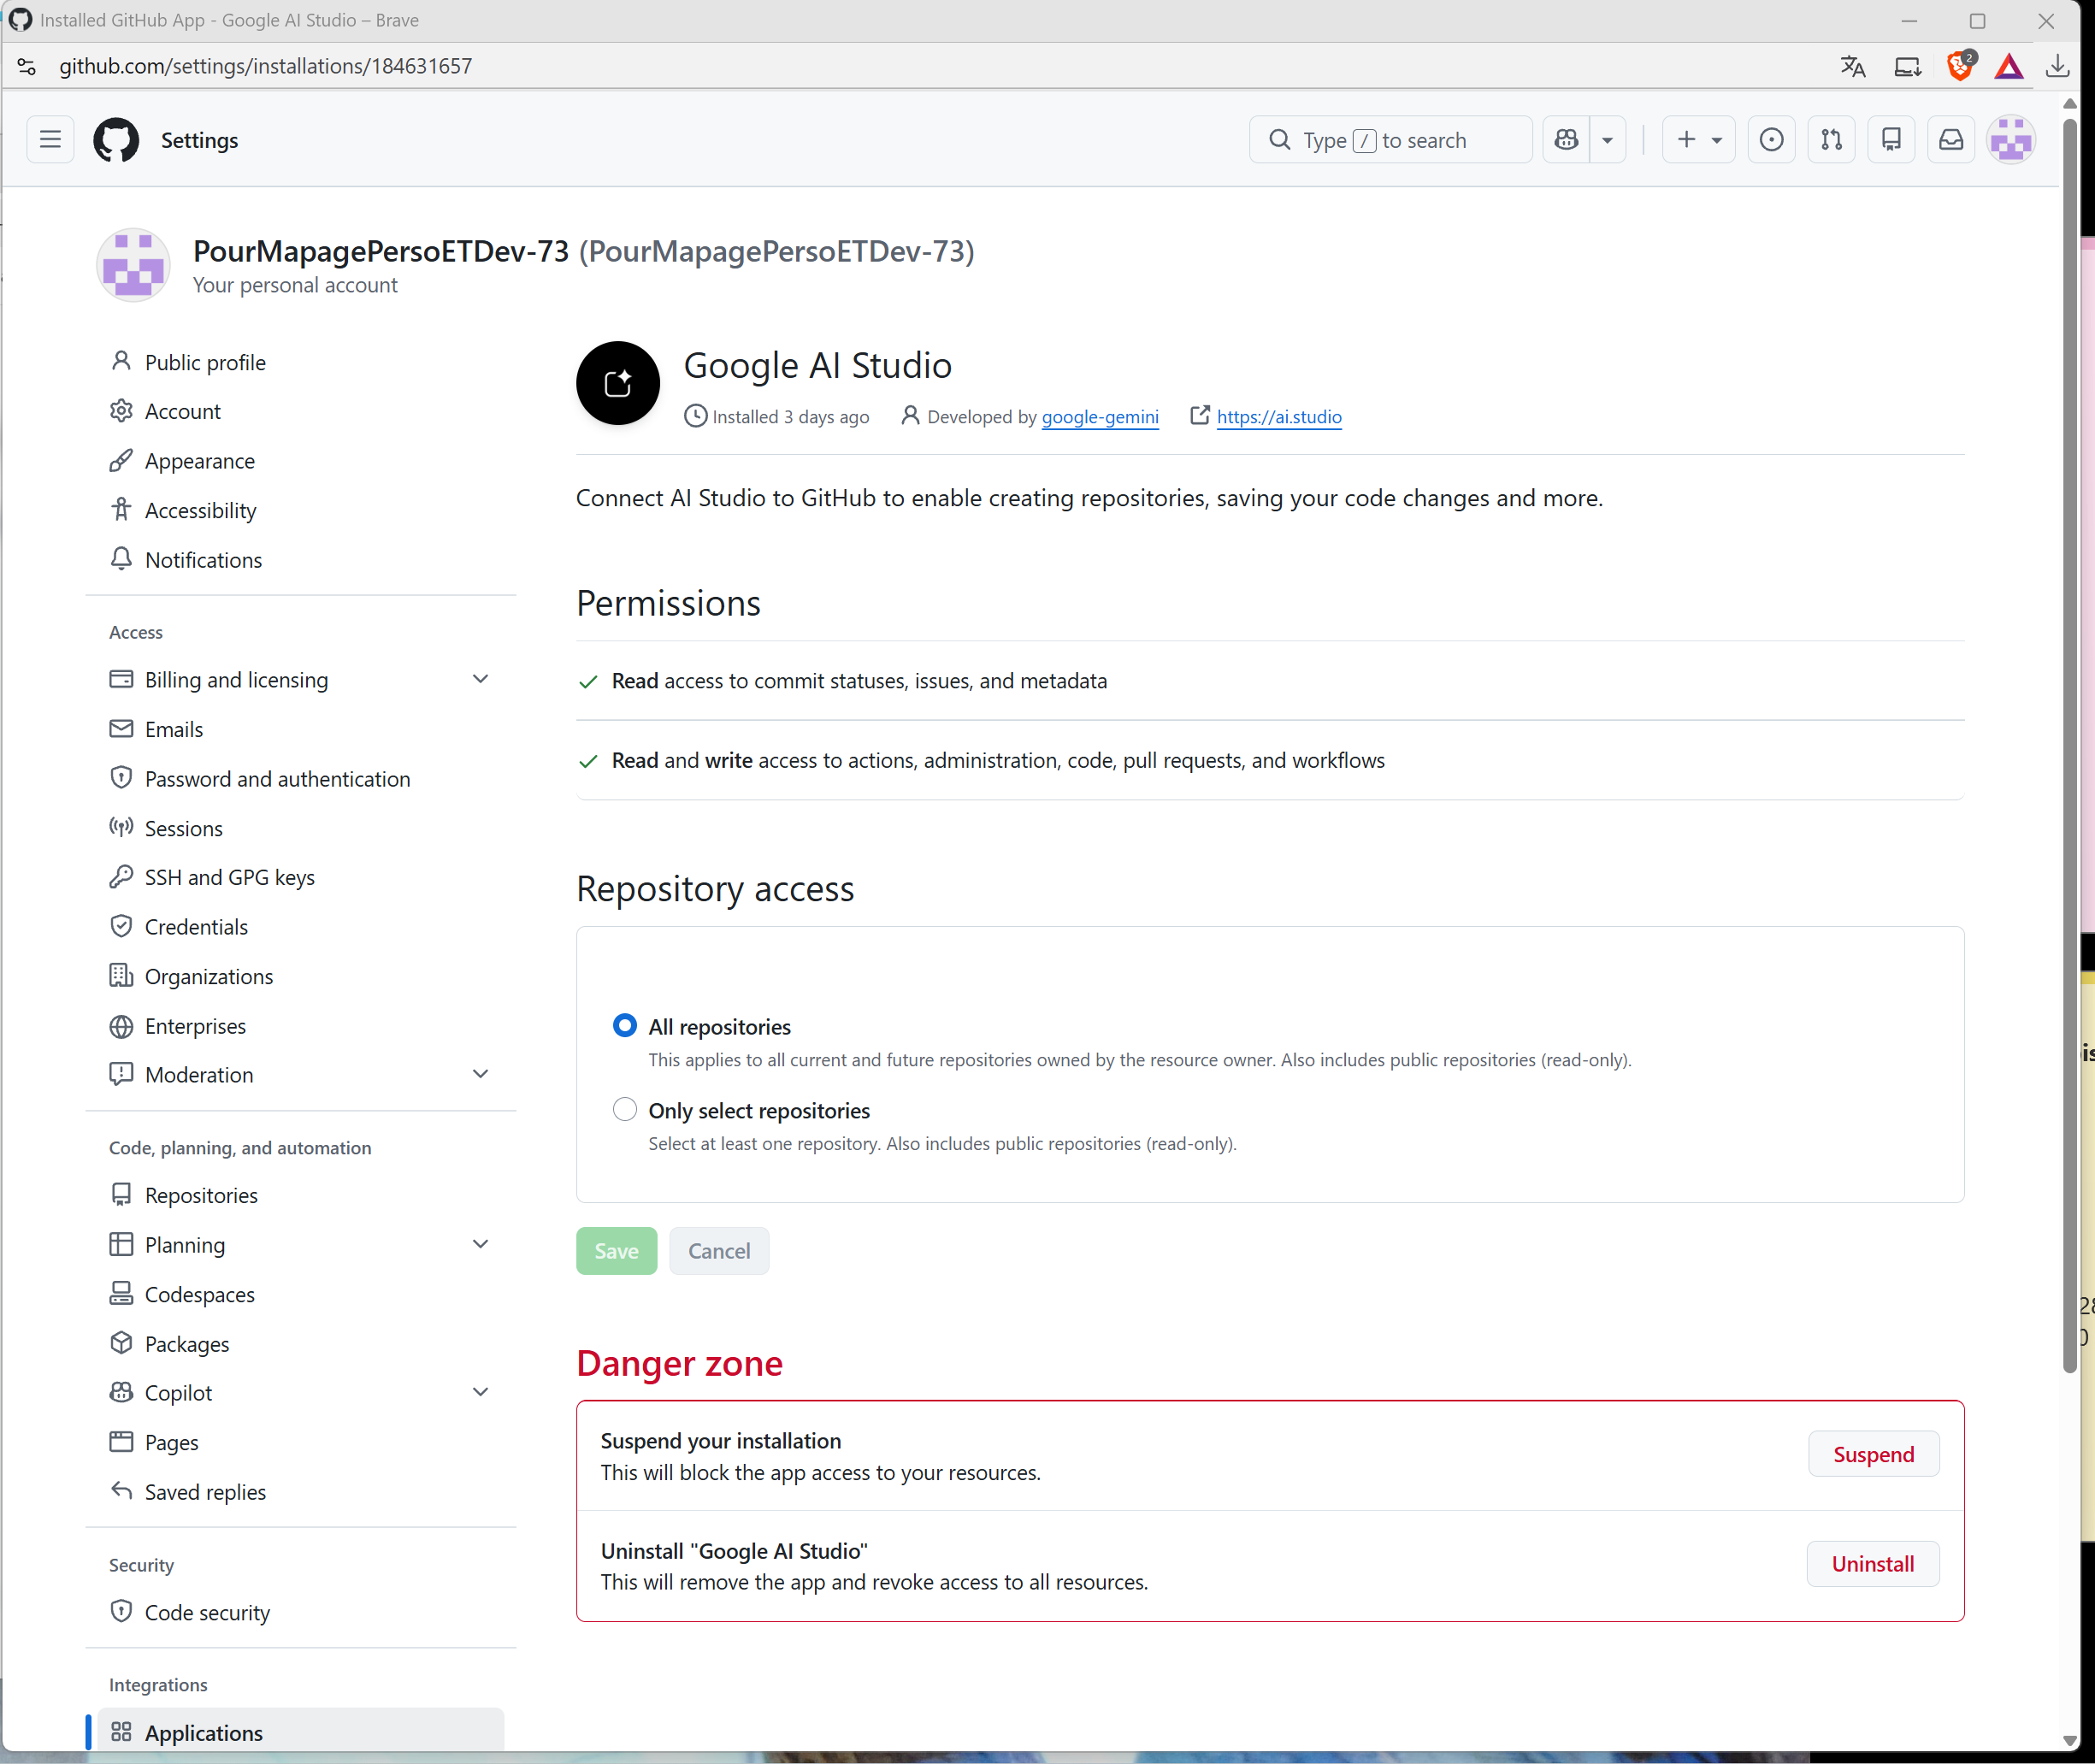 Installed GitHub App - Google AI Studio – Brave
github.com/settings/installations/184631657
2
Settings
Type / to search
PourMapagePersoETDev-73 (PourMapagePersoETDev-73)
Your personal account
Public profile
Account
Appearance
Accessibility
Notifications
Access
Billing and licensing
Emails
Password and authentication
Sessions
SSH and GPG keys
Credentials
Organizations
Enterprises
Moderation
Code, planning, and automation
Repositories
Planning
Codespaces
Packages
Copilot
Pages
Saved replies
Security
Code security
Integrations
Applications
Google AI Studio
Installed 3 days ago Developed by google-gemini https://ai.studio
Connect AI Studio to GitHub to enable creating repositories, saving your code changes and more.
Permissions
Read access to commit statuses, issues, and metadata
Read and write access to actions, administration, code, pull requests, and workflows
Repository access
All repositories
This applies to all current and future repositories owned by the resource owner. Also includes public repositories (read-only).
Only select repositories
Select at least one repository. Also includes public repositories (read-only).
Save Cancel
Danger zone
Suspend your installation
This will block the app access to your resources.
Suspend
Uninstall "Google AI Studio"
This will remove the app and revoke access to all resources.
Uninstall